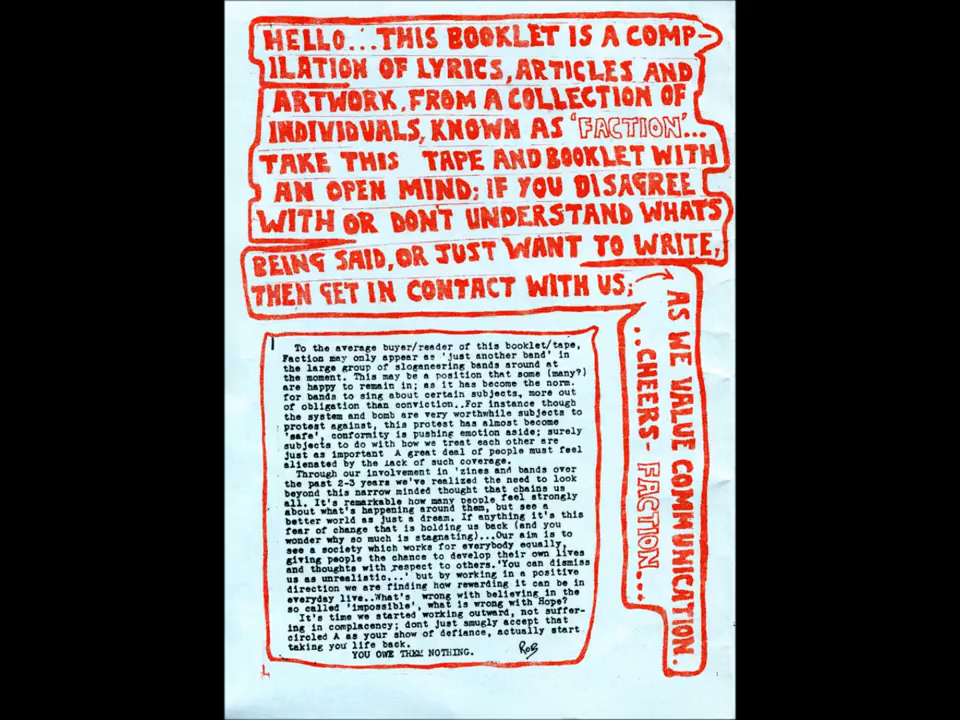 HELLO...THIS BOOKLET IS A COMP-
ILATION OF LYRICS, ARTICLES AND
ARTWORK, FROM A COLLECTION OF
INDIVIDUALS, KNOWN AS 'FACTION'...
TAKE THIS TAPE AND BOOKLET WITH
AN OPEN MIND; IF YOU DISAGREE
WITH OR DON'T UNDERSTAND WHATS
BEING SAID, OR JUST WANT TO WRITE,
THEN GET IN CONTACT WITH US;
AS WE VALUE COMMUNICATION.
..CHEERS- FACTION...
To the average buyer/reader of this booklet/tape,
Faction may only appear as 'just another band' in
the large group of sloganeering bands around at
the moment. This may be a position that some (many?)
are happy to remain in; as it has become the norm.
for bands to sing about certain subjects, more out
of obligation than conviction..For instance though
the system and bomb are very worthwhile subjects to
protest against, this protest has almost become
'safe', conformity is pushing emotion aside; surely
subjects to do with how we treat each other are
just as important A great deal of people must feel
alienated by the lack of such coverage.
Through our involvement in 'zines and bands over
the past 2-3 years we've realized the need to look
beyond this narrow minded thought that chains us
all. It's remarkable how many people feel strongly
about what's happening around them, but see a
better world as just a dream. If anything it's this
fear of change that is holding us back (and you
wonder why so much is stagnating)...Our aim is to
see a society which works for everybody equally,
giving people the chance to develop their own lives
and thoughts with respect to others.'You can dismiss
us as unrealistic...' but by working in a positive
direction we are finding how rewarding it can be in
everyday live..What's wrong with believing in the
so called 'impossible', what is wrong with Hope?
It's time we started working outward, not suffer-
ing in complacency; dont just smugly accept that
circled A as your show of defiance, actually start
taking you life back.
YOU OWE THEM NOTHING. Rob